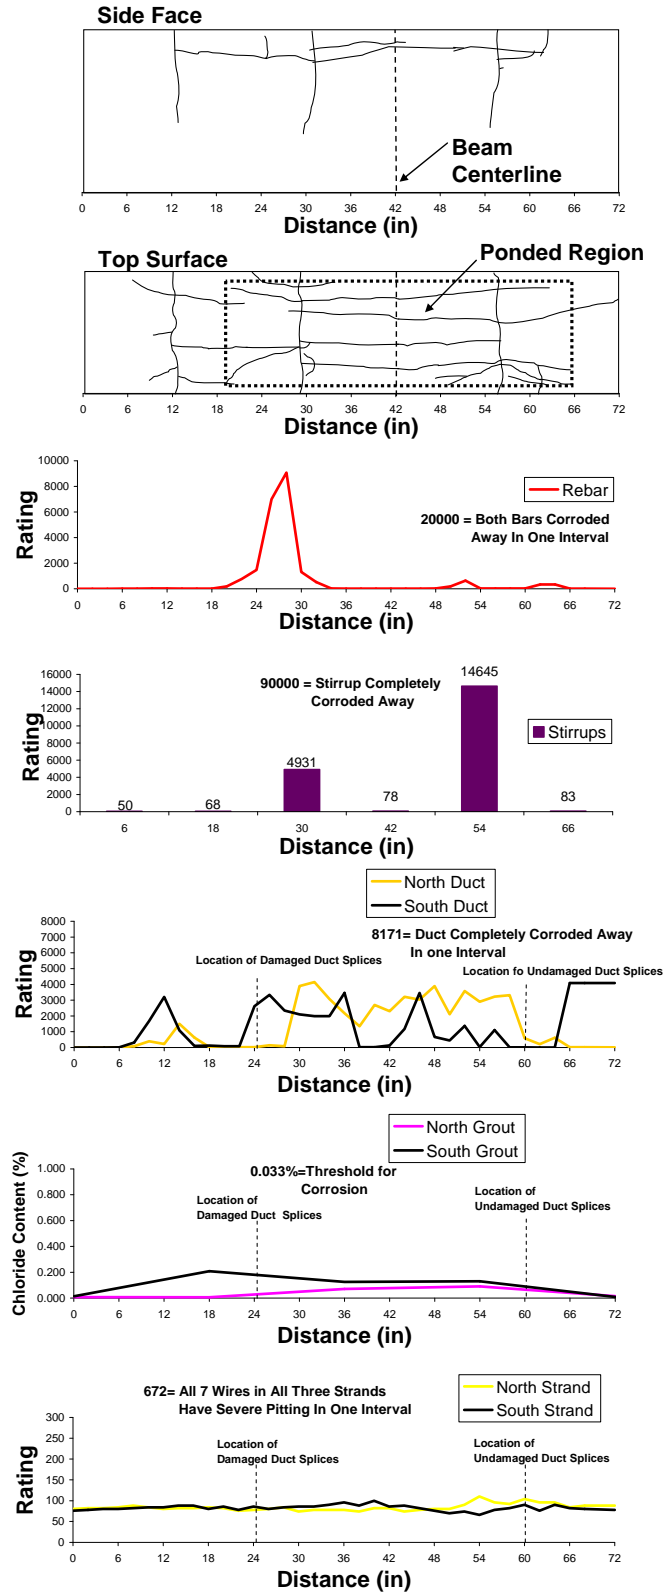 Side Face
Beam
Centerline
0 6 12 18 24 30 36 42 48 54 60 66 72
Distance (in)
Top Surface
Ponded Region
0 6 12 18 24 30 36 42 48 54 60 66 72
Distance (in)
10000
8000
6000
4000
2000
0
Rating
Rebar
20000 = Both Bars Corroded
Away In One Interval
0 6 12 18 24 30 36 42 48 54 60 66 72
Distance (in)
16000
14000
12000
10000
8000
6000
4000
2000
0
Rating
90000 = Stirrup Completely
Corroded Away
Stirrups
50 68 4931 78 14645 83
6 18 30 42 54 66
Distance (in)
North Duct
South Duct
8000
7000
6000
5000
4000
3000
2000
1000
0
Rating
8171= Duct Completely Corroded Away
In one Interval
Location of Damaged Duct Splices
Location fo Undamaged Duct Splices
0 6 12 18 24 30 36 42 48 54 60 66 72
Distance (in)
North Grout
South Grout
1.000
0.800
0.600
0.400
0.200
0.000
Chloride Content (%)
0.033%=Threshold for
Corrosion
Location of
Damaged Duct Splices
Location of
Undamaged Duct Splices
0 6 12 18 24 30 36 42 48 54 60 66 72
Distance (in)
672= All 7 Wires in All Three Strands
Have Severe Pitting In One Interval
North Strand
South Strand
300
250
200
150
100
50
0
Rating
Location of
Damaged Duct Splices
Location of
Undamaged Duct Splices
0 6 12 18 24 30 36 42 48 54 60 66 72
Distance (in)